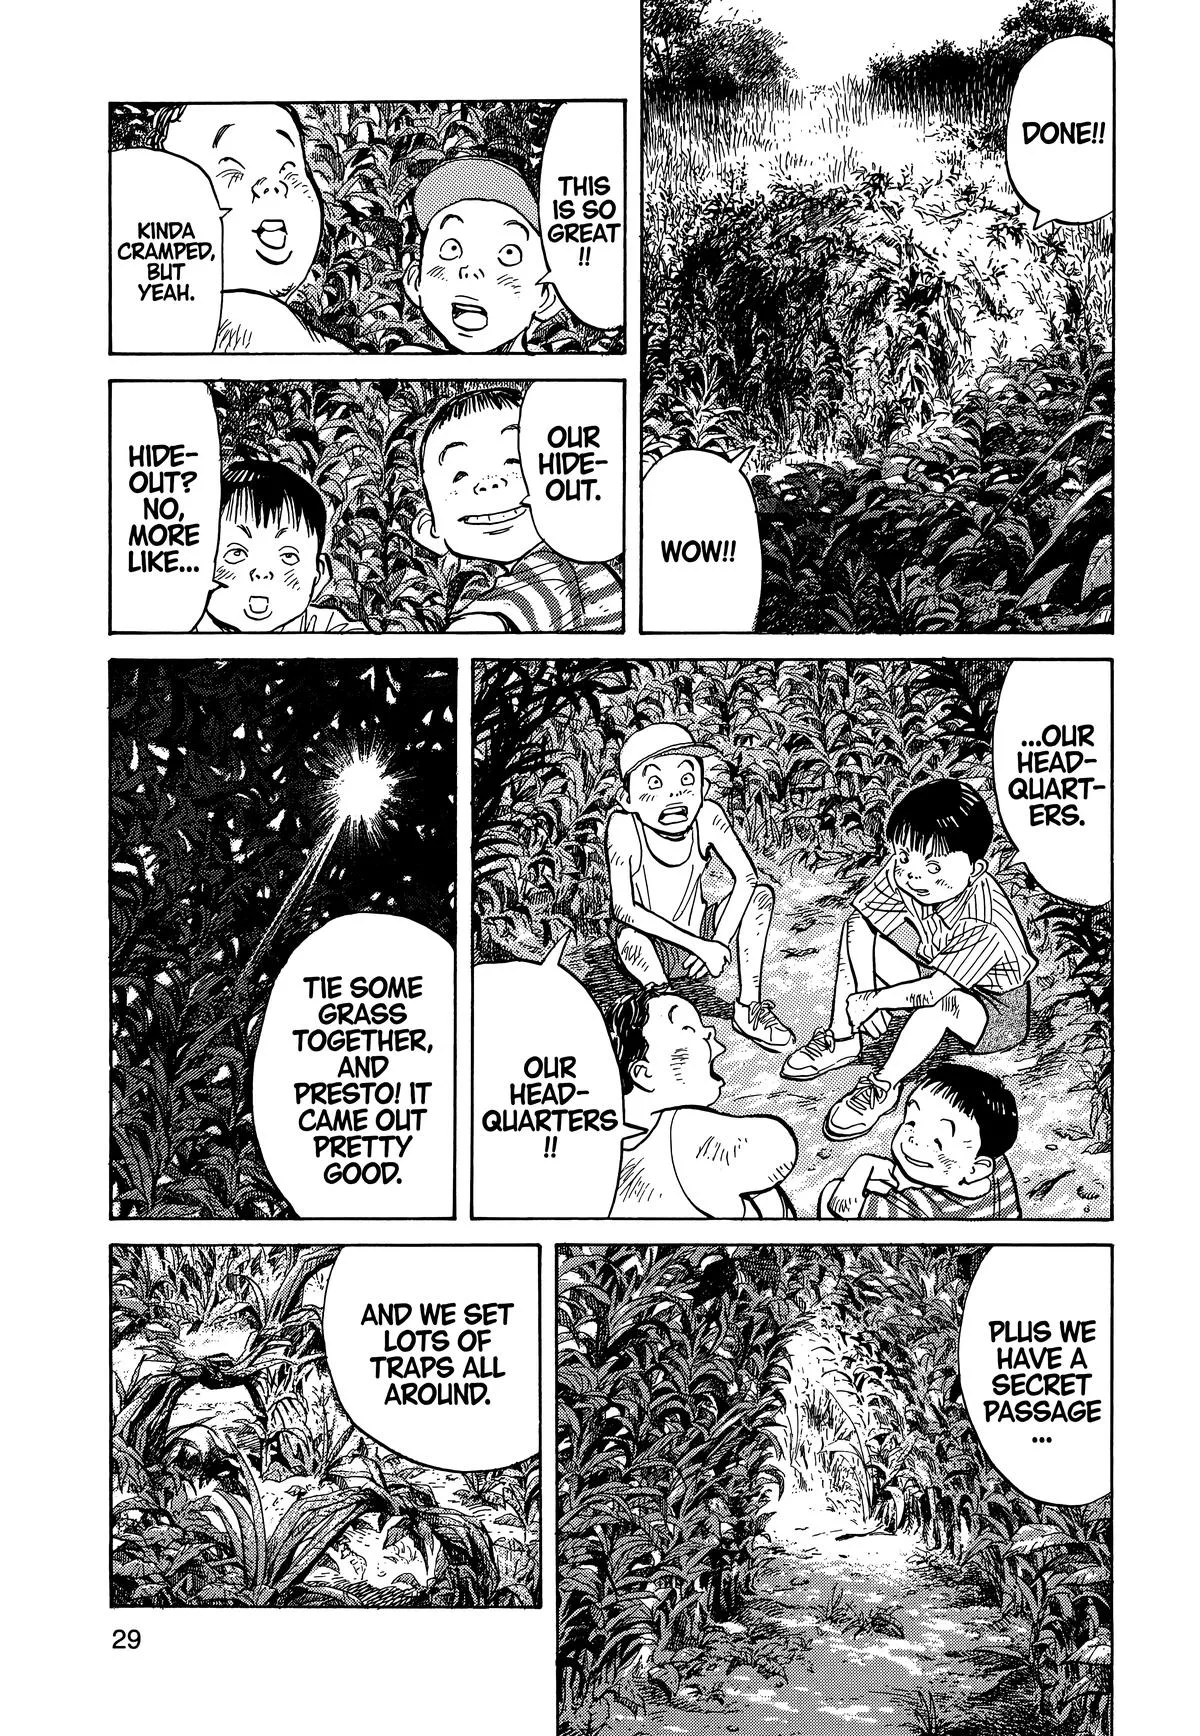 DONE!!
WOW!!
THIS
IS SO
GREAT
!!
KINDA
CRAMPED,
BUT
YEAH.
OUR
HIDE-
OUT.
HIDE-
OUT?
NO,
MORE
LIKE...
...OUR
HEAD-
QUART-
ERS.
OUR
HEAD-
QUARTERS
!!
TIE SOME
GRASS
TOGETHER,
AND
PRESTO! IT
CAME OUT
PRETTY
GOOD.
PLUS WE
HAVE A
SECRET
PASSAGE
...
AND WE SET
LOTS OF
TRAPS ALL
AROUND.
29